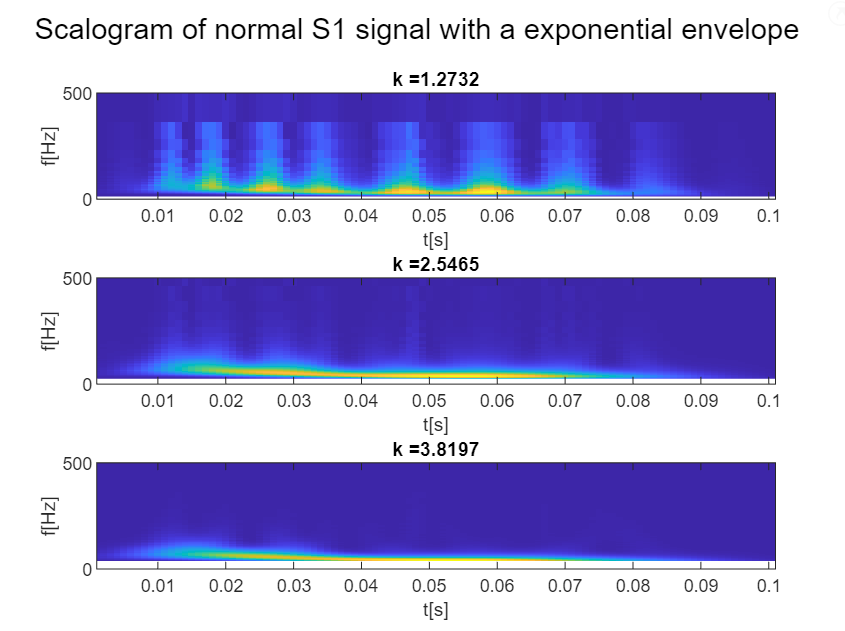 Scalogram of normal S1 signal with a exponential envelope
k =1.2732
500
f[Hz]
0
0.01 0.02 0.03 0.04 0.05 0.06 0.07 0.08 0.09 0.1
t[s]
k =2.5465
500
f[Hz]
0
0.01 0.02 0.03 0.04 0.05 0.06 0.07 0.08 0.09 0.1
t[s]
k =3.8197
500
f[Hz]
0
0.01 0.02 0.03 0.04 0.05 0.06 0.07 0.08 0.09 0.1
t[s]